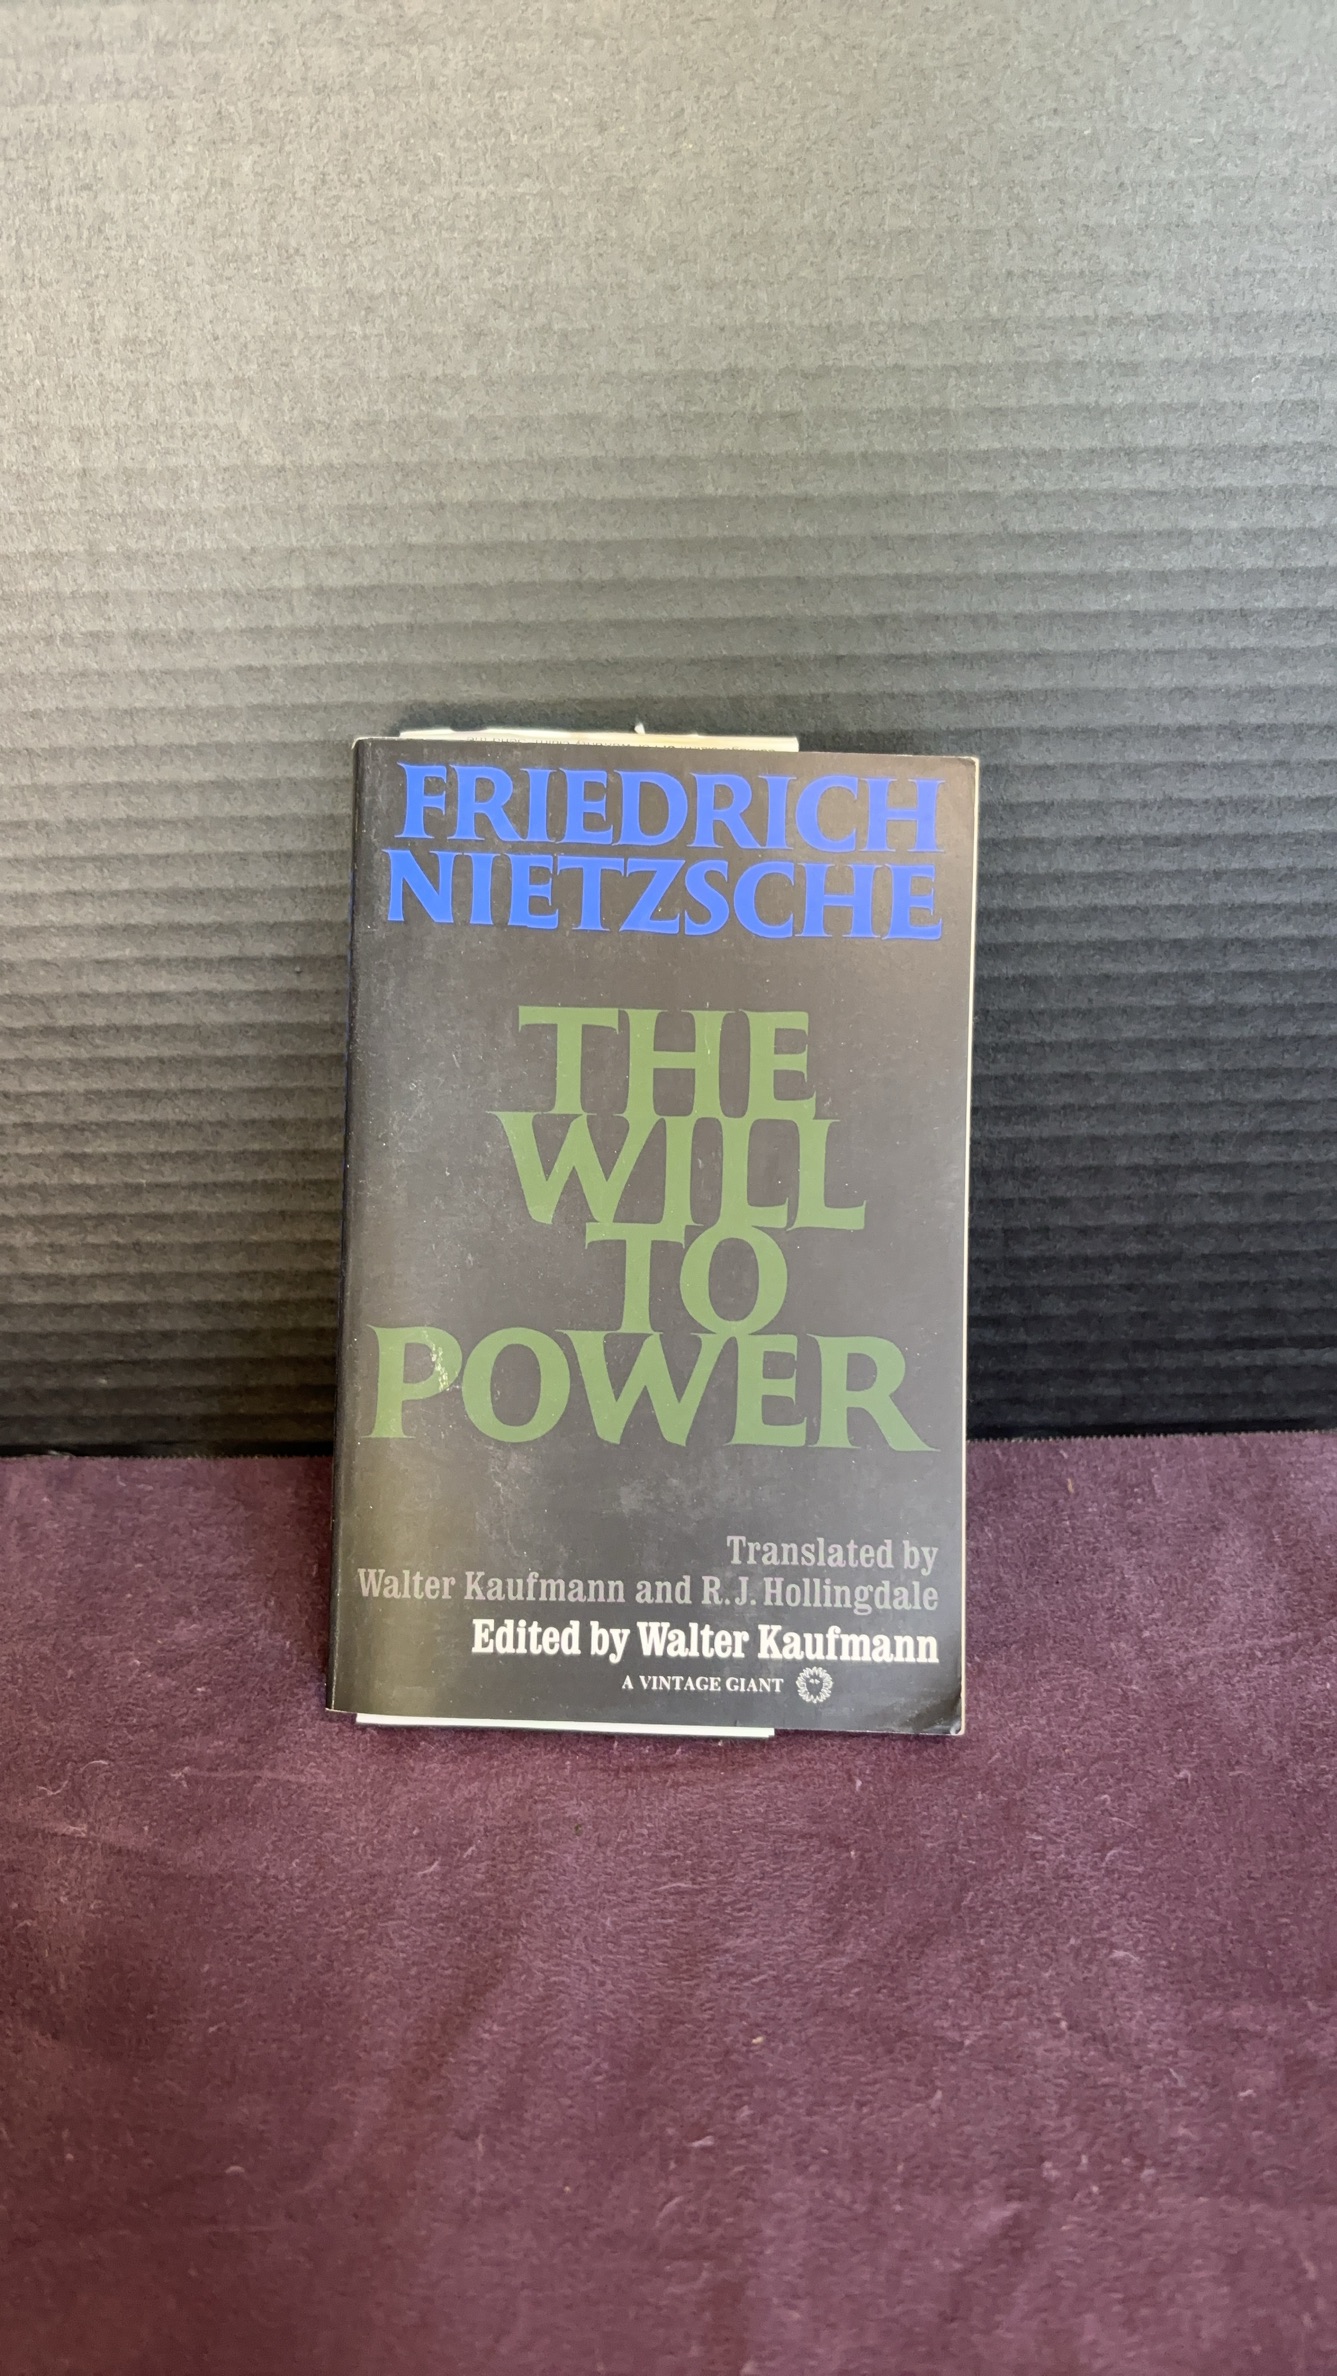 FRIEDRICH
NIETZSCHE
THE
WILL
TO
POWER
Translated by
Walter Kaufmann and R.J. Hollingdale
Edited by Walter Kaufmann
A VINTAGE GIANT